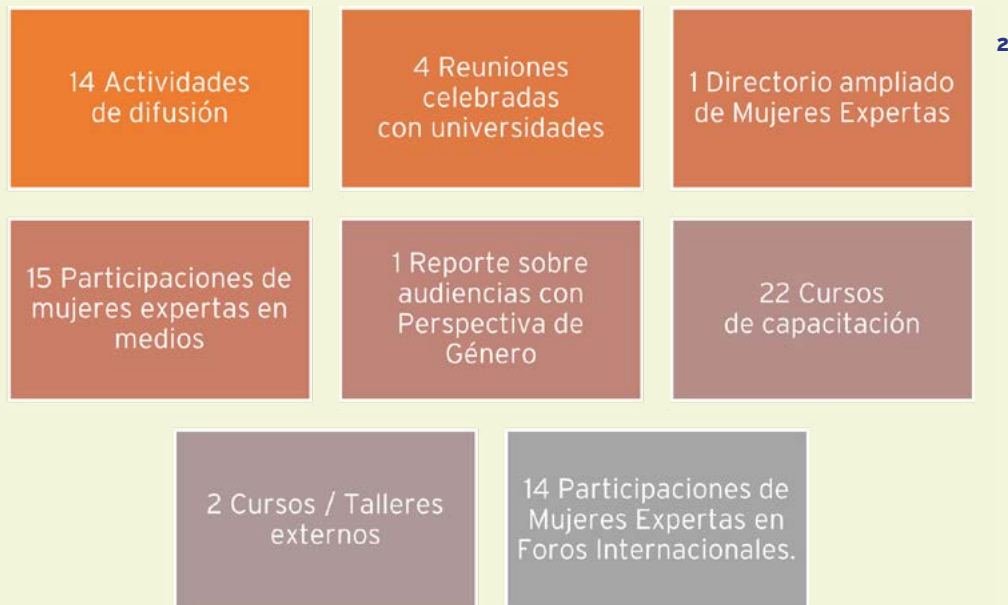 14 Actividades
de difusión
4 Reuniones
celebradas
con universidades
1 Directorio ampliado
de Mujeres Expertas
15 Participaciones de
mujeres expertas en
medios
1 Reporte sobre
audiencias con
Perspectiva de
Género
22 Cursos
de capacitación
2 Cursos / Talleres
externos
14 Participaciones de
Mujeres Expertas en
Foros Internacionales.
2